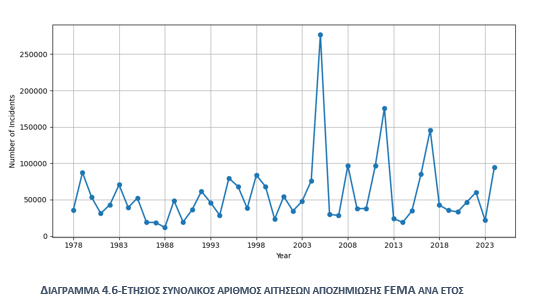 250000
200000
150000
100000
50000
0
Number of Incidents
1978 1983 1988 1993 1998 2003 2008 2013 2018 2023
Year
ΔΙΑΓΡΑΜΜΑ 4.6-ΕΤΗΣΙΟΣ ΣΥΝΟΛΙΚΟΣ ΑΡΙΘΜΟΣ ΑΙΤΗΣΕΩΝ ΑΠΟΖΗΜΙΩΣΗΣ FEMA ΑΝΑ ΕΤΟΣ